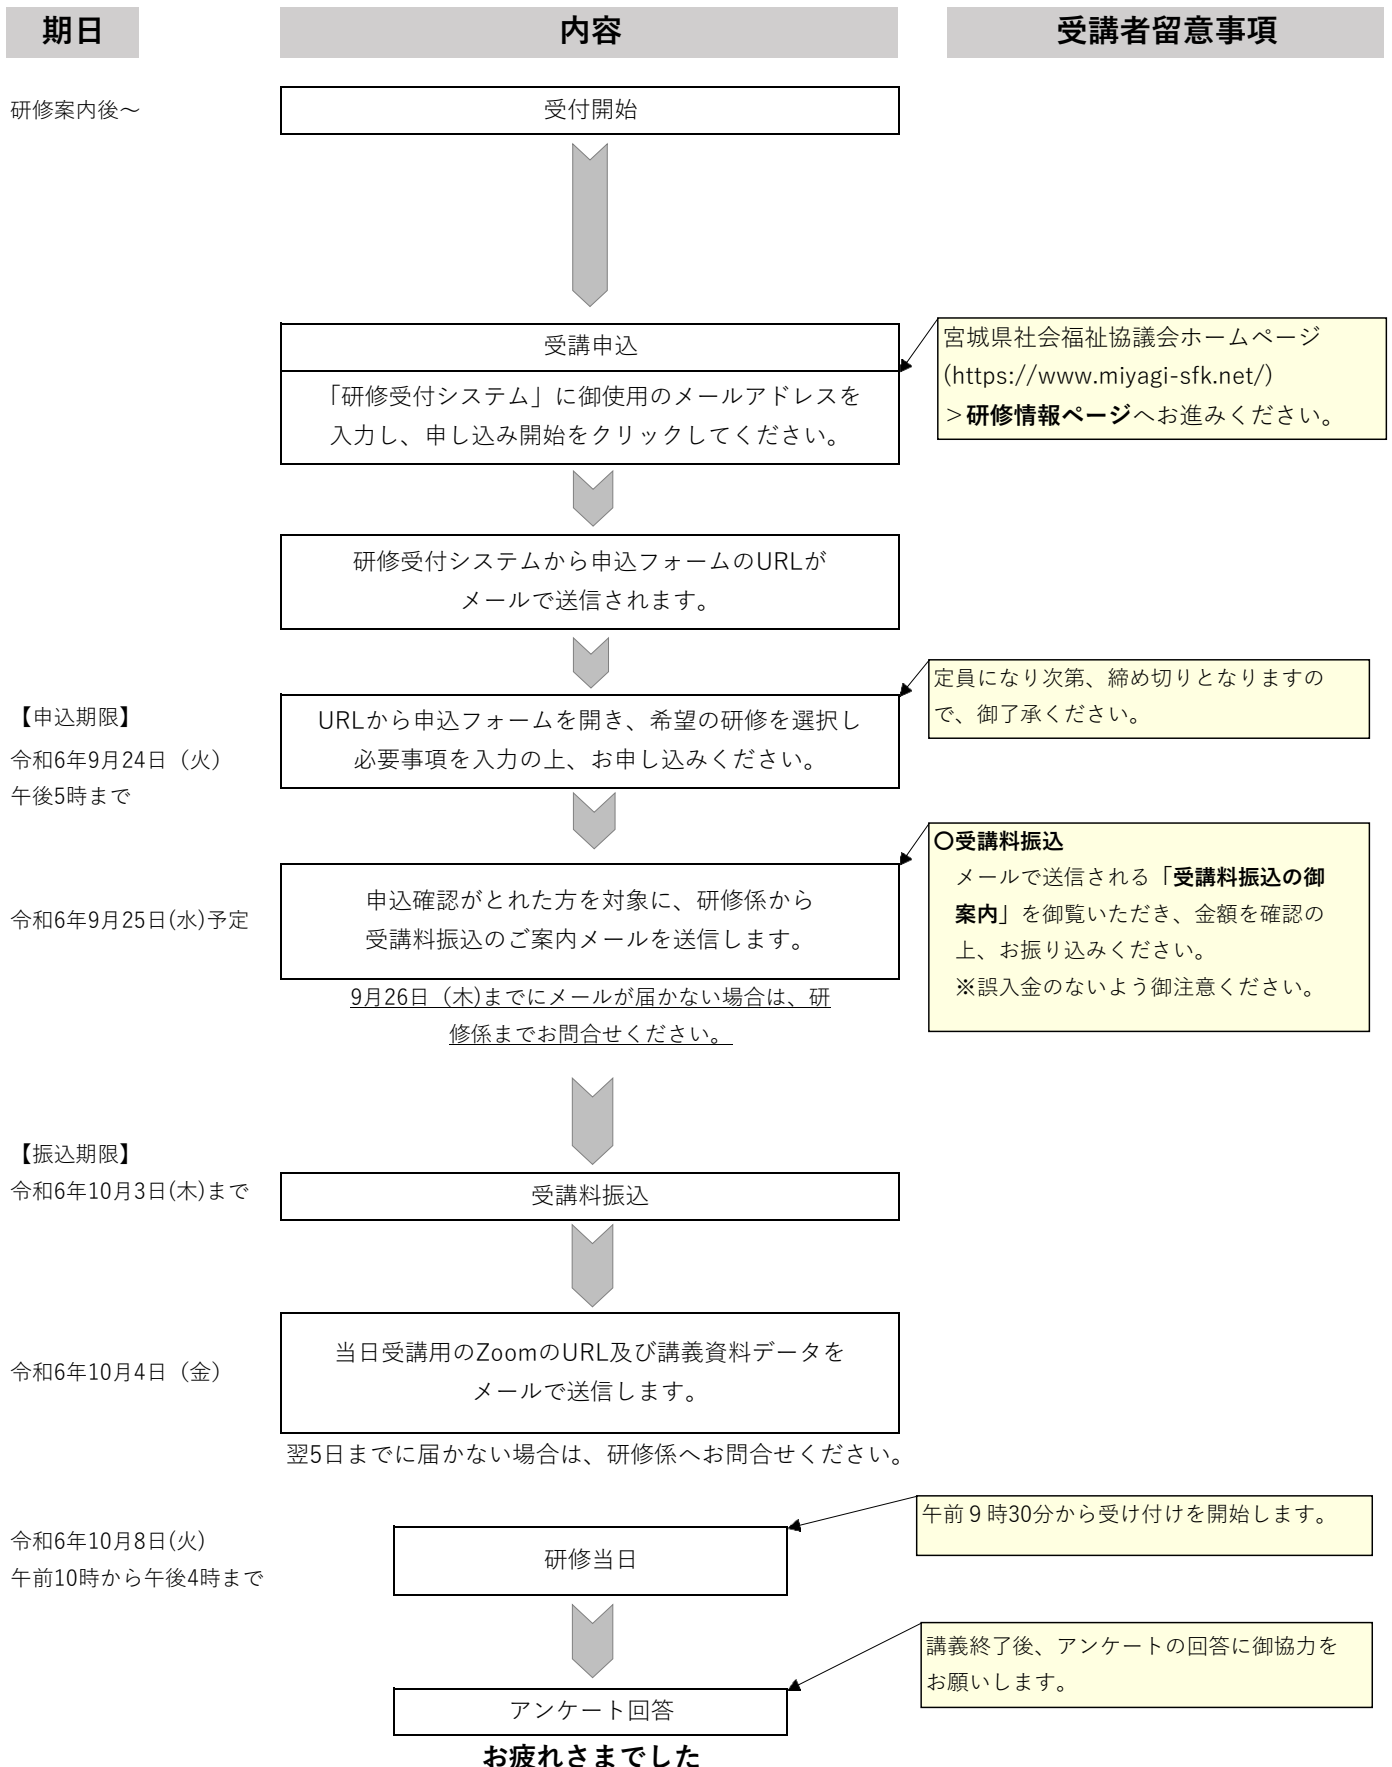 期日
内容
受講者留意事項
研修案内後～
受付開始
受講申込
「研修受付システム」に御使用のメールアドレスを
入力し、申し込み開始をクリックしてください。
宮城県社会福祉協議会ホームページ
(https://www.miyagi-sfk.net/)
＞研修情報ページへお進みください。
研修受付システムから申込フォームのURLが
メールで送信されます。
【申込期限】
令和6年9月24日（火）
午後5時まで
URLから申込フォームを開き、希望の研修を選択し
必要事項を入力の上、お申し込みください。
定員になり次第、締め切りとなりますの
で、御了承ください。
令和6年9月25日(水)予定
申込確認がとれた方を対象に、研修係から
受講料振込のご案内メールを送信します。
9月26日（木)までにメールが届かない場合は、研
修係までお問合せください。
〇受講料振込
メールで送信される「受講料振込の御
案内」を御覧いただき、金額を確認の
上、お振り込みください。
※誤入金のないよう御注意ください。
【振込期限】
令和6年10月3日(木)まで
受講料振込
令和6年10月4日（金）
当日受講用のZoomのURL及び講義資料データを
メールで送信します。
翌5日までに届かない場合は、研修係へお問合せください。
令和6年10月8日(火)
午前10時から午後4時まで
研修当日
午前９時30分から受け付けを開始します。
アンケート回答
講義終了後、アンケートの回答に御協力を
お願いします。
お疲れさまでした